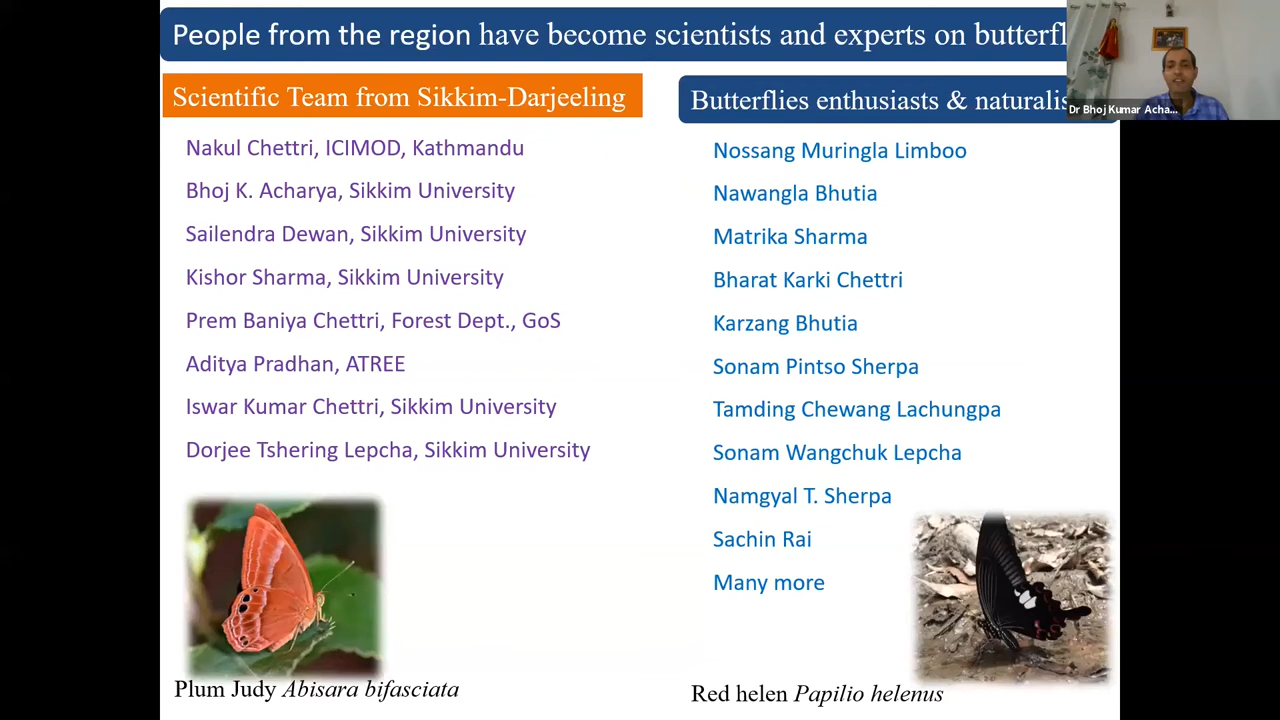 People from the region have become scientists and experts on butterfl
Dr Bhoj Kumar Acha...
Scientific Team from Sikkim-Darjeeling
Nakul Chettri, ICIMOD, Kathmandu
Bhoj K. Acharya, Sikkim University
Sailendra Dewan, Sikkim University
Kishor Sharma, Sikkim University
Prem Baniya Chettri, Forest Dept., GoS
Aditya Pradhan, ATREE
Iswar Kumar Chettri, Sikkim University
Dorjee Tshering Lepcha, Sikkim University
Plum Judy Abisara bifasciata
Butterflies enthusiasts & naturalis
Nossang Muringla Limboo
Nawangla Bhutia
Matrika Sharma
Bharat Karki Chettri
Karzang Bhutia
Sonam Pintso Sherpa
Tamding Chewang Lachungpa
Sonam Wangchuk Lepcha
Namgyal T. Sherpa
Sachin Rai
Many more
Red helen Papilio helenus